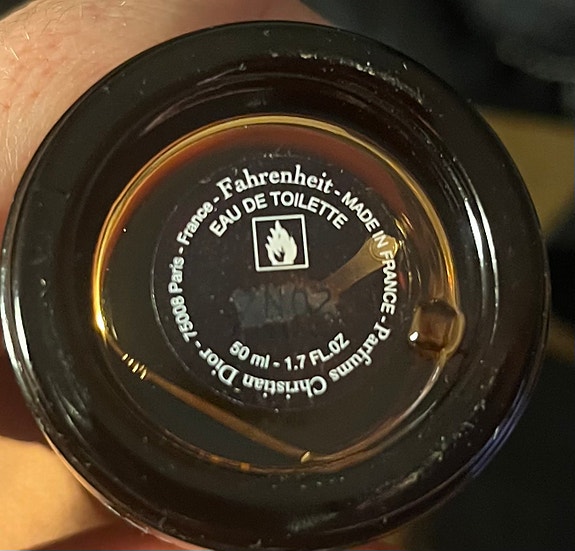 Fahrenheit - MADE IN FRANCE - Parfums Christian Dior - 75008 Paris - France -
EAU DE TOILETTE
50 ml - 1.7 FL.OZ